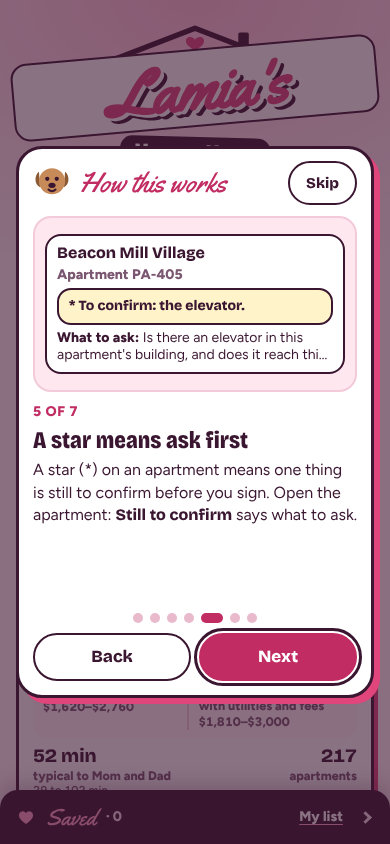 Lamia's
How this works
Skip
Beacon Mill Village
Apartment PA-405
* To confirm: the elevator.
What to ask: Is there an elevator in this
apartment's building, and does it reach thi...
5 OF 7
A star means ask first
A star (*) on an apartment means one thing
is still to confirm before you sign. Open the
apartment: Still to confirm says what to ask.
Back
Next
$1,620–$2,760
with utilities and fees
$1,810–$3,000
52 min
217
typical to Mom and Dad
apartments
Saved · 0
My list